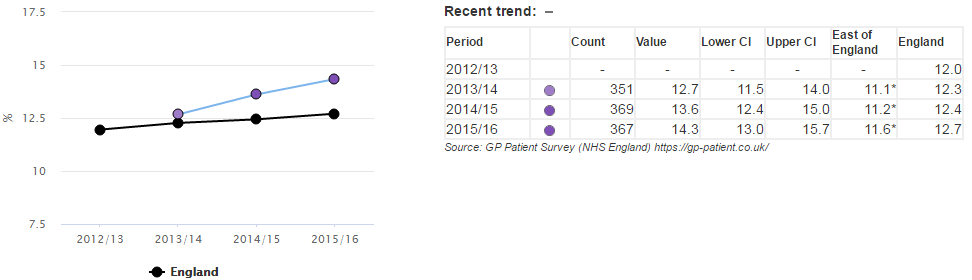 17.5
15
12.5
10
7.5
%
2012/13 2013/14 2014/15 2015/16
England
Recent trend: –
Period Count Value Lower CI Upper CI East of England England
2012/13 - - - - - 12.0
2013/14 351 12.7 11.5 14.0 11.1* 12.3
2014/15 369 13.6 12.4 15.0 11.2* 12.4
2015/16 367 14.3 13.0 15.7 11.6* 12.7
Source: GP Patient Survey (NHS England) https://gp-patient.co.uk/